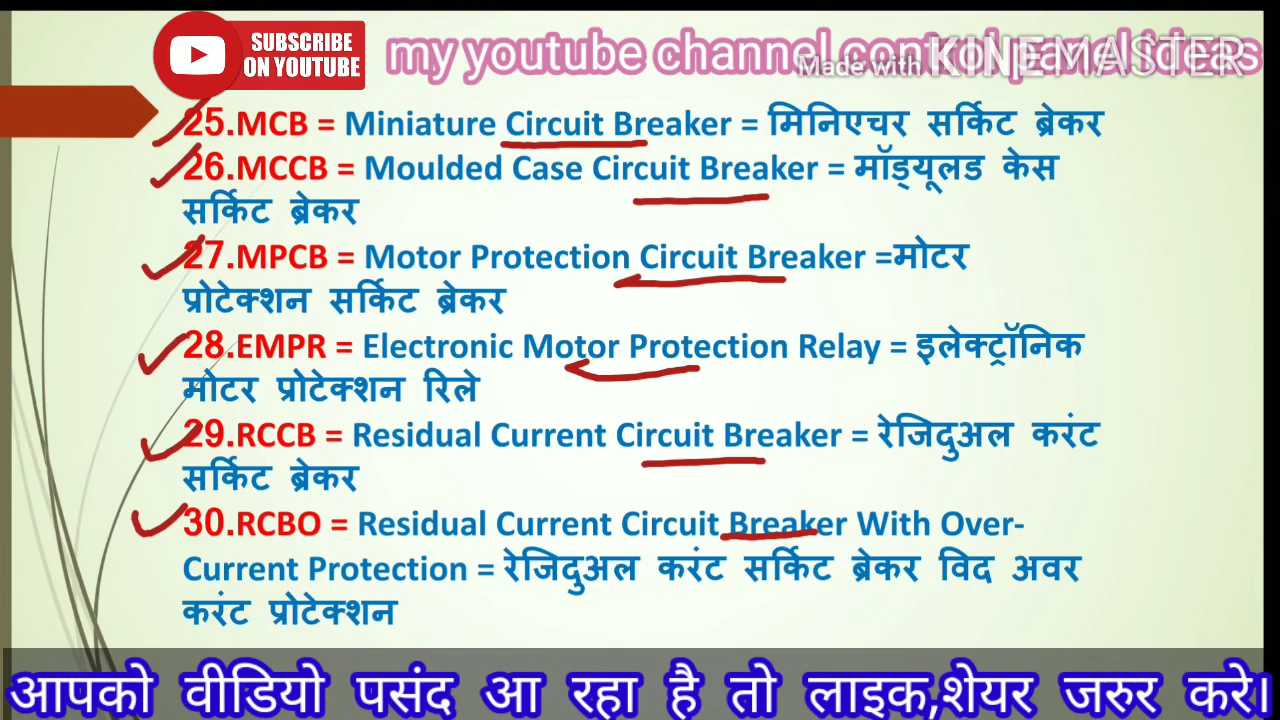 SUBSCRIBE
ON YOUTUBE
my youtube channel control panel ideas
Made with KINEMASTER
25.MCB = Miniature Circuit Breaker = मिनिएचर सर्किट ब्रेकर
26.MCCB = Moulded Case Circuit Breaker = मॉड्यूलड केस
सर्किट ब्रेकर
27.MPCB = Motor Protection Circuit Breaker =मोटर
प्रोटेक्शन सर्किट ब्रेकर
28.EMPR = Electronic Motor Protection Relay = इलेक्ट्रॉनिक
मोटर प्रोटेक्शन रिले
29.RCCB = Residual Current Circuit Breaker = रेजिदुअल करंट
सर्किट ब्रेकर
30.RCBO = Residual Current Circuit Breaker With Over-
Current Protection = रेजिदुअल करंट सर्किट ब्रेकर विद अवर
करंट प्रोटेक्शन
आपको वीडियो पसंद आ रहा है तो लाइक,शेयर जरुर करे।